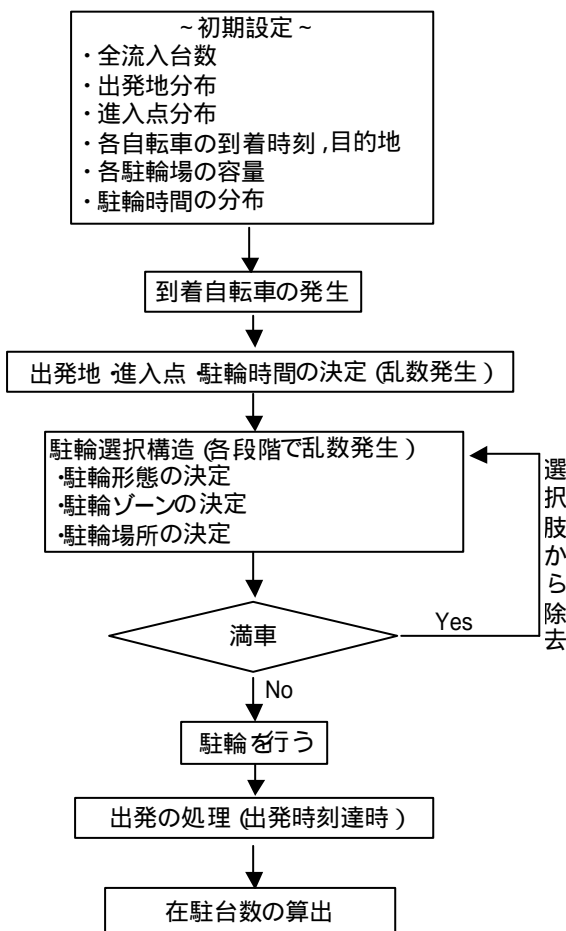 ~初期設定~
・全流入台数
・出発地分布
・進入点分布
・各自転車の到着時刻,目的地
・各駐輪場の容量
・駐輪時間の分布
到着自転車の発生
出発地・進入点・駐輪時間の決定(乱数発生)
駐輪選択構造(各段階で乱数発生)
・駐輪形態の決定
・駐輪ゾーンの決定
・駐輪場所の決定
選択肢から除去
満車
Yes
No
駐輪を行う
出発の処理(出発時刻達時)
在駐台数の算出